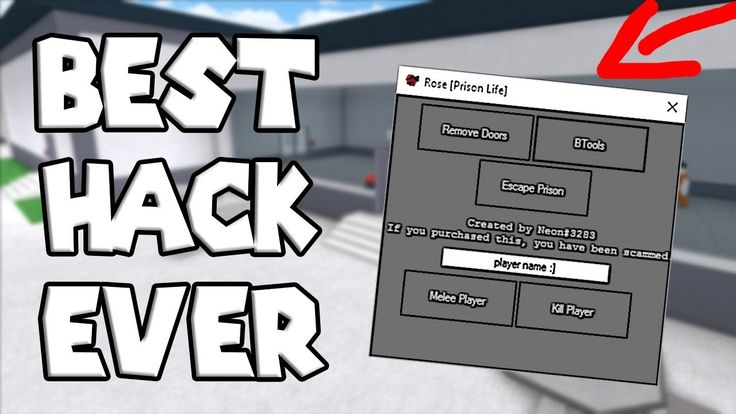 BEST
HACK
EVER
Rose [Prison Life]
Remove Doors
BTools
Escape Prison
Created by Neon#3283
If you purchased this, you have been scammed
player name :]
Melee Player
Kill Player